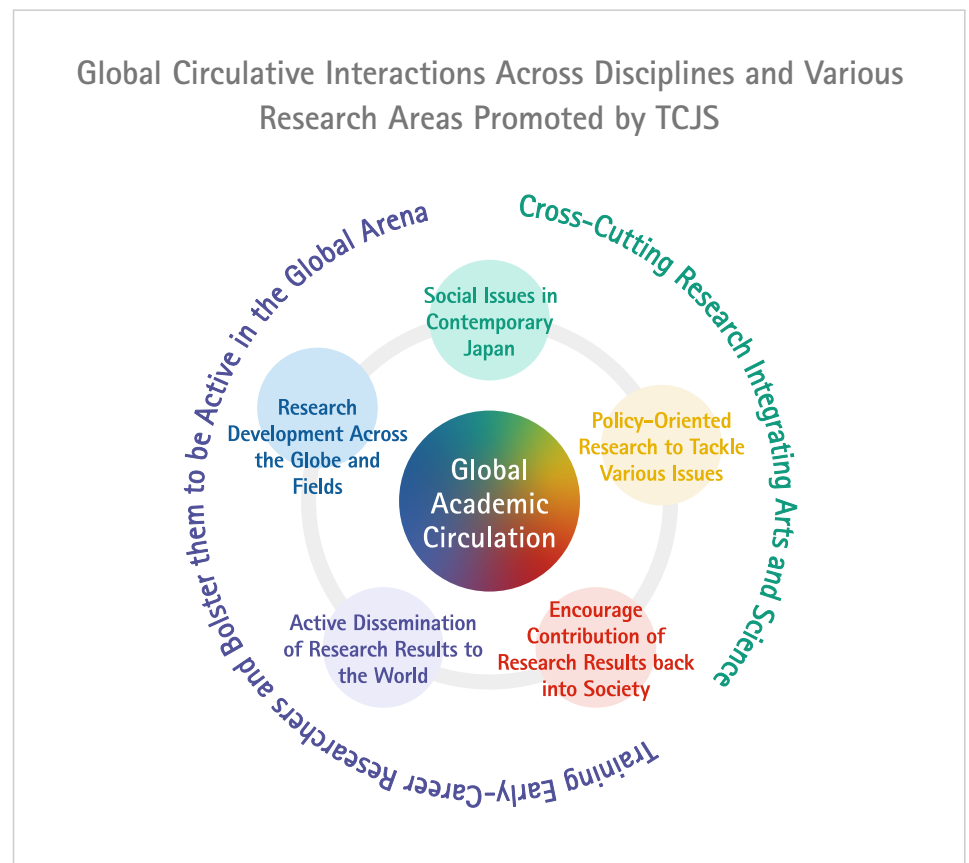 Global Circulative Interactions Across Disciplines and Various
Research Areas Promoted by TCJS
Cross-Cutting Research Integrating Arts and Science
Training Early-Career Researchers and Bolster them to be Active in the Global Arena
Social Issues in
Contemporary
Japan
Policy-Oriented
Research to Tackle
Various Issues
Encourage
Contribution of
Research Results back
into Society
Active Dissemination
of Research Results to
the World
Research
Development Across
the Globe and
Fields
Global
Academic
Circulation